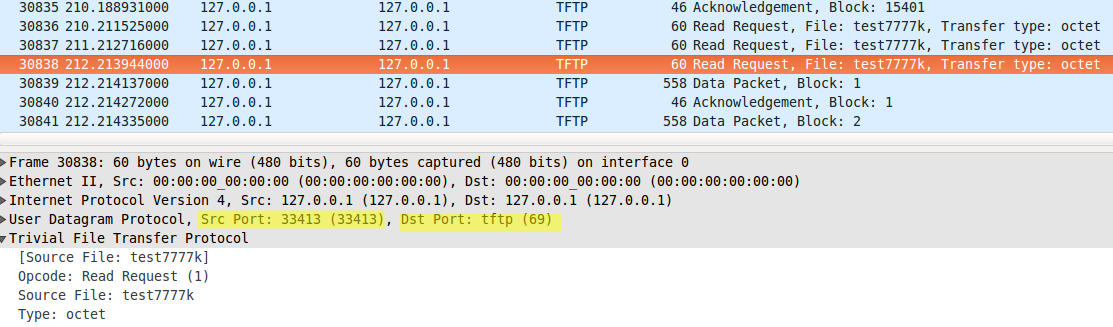 30835 210.188931000 127.0.0.1 127.0.0.1 TFTP 46 Acknowledgement, Block: 15401
30836 210.211525000 127.0.0.1 127.0.0.1 TFTP 60 Read Request, File: test7777k, Transfer type: octet
30837 211.212716000 127.0.0.1 127.0.0.1 TFTP 60 Read Request, File: test7777k, Transfer type: octet
30838 212.213944000 127.0.0.1 127.0.0.1 TFTP 60 Read Request, File: test7777k, Transfer type: octet
30839 212.214137000 127.0.0.1 127.0.0.1 TFTP 558 Data Packet, Block: 1
30840 212.214272000 127.0.0.1 127.0.0.1 TFTP 46 Acknowledgement, Block: 1
30841 212.214335000 127.0.0.1 127.0.0.1 TFTP 558 Data Packet, Block: 2
Frame 30838: 60 bytes on wire (480 bits), 60 bytes captured (480 bits) on interface 0
Ethernet II, Src: 00:00:00_00:00:00 (00:00:00:00:00:00), Dst: 00:00:00_00:00:00 (00:00:00:00:00:00)
Internet Protocol Version 4, Src: 127.0.0.1 (127.0.0.1), Dst: 127.0.0.1 (127.0.0.1)
User Datagram Protocol, Src Port: 33413 (33413), Dst Port: tftp (69)
Trivial File Transfer Protocol
[Source File: test7777k]
Opcode: Read Request (1)
Source File: test7777k
Type: octet